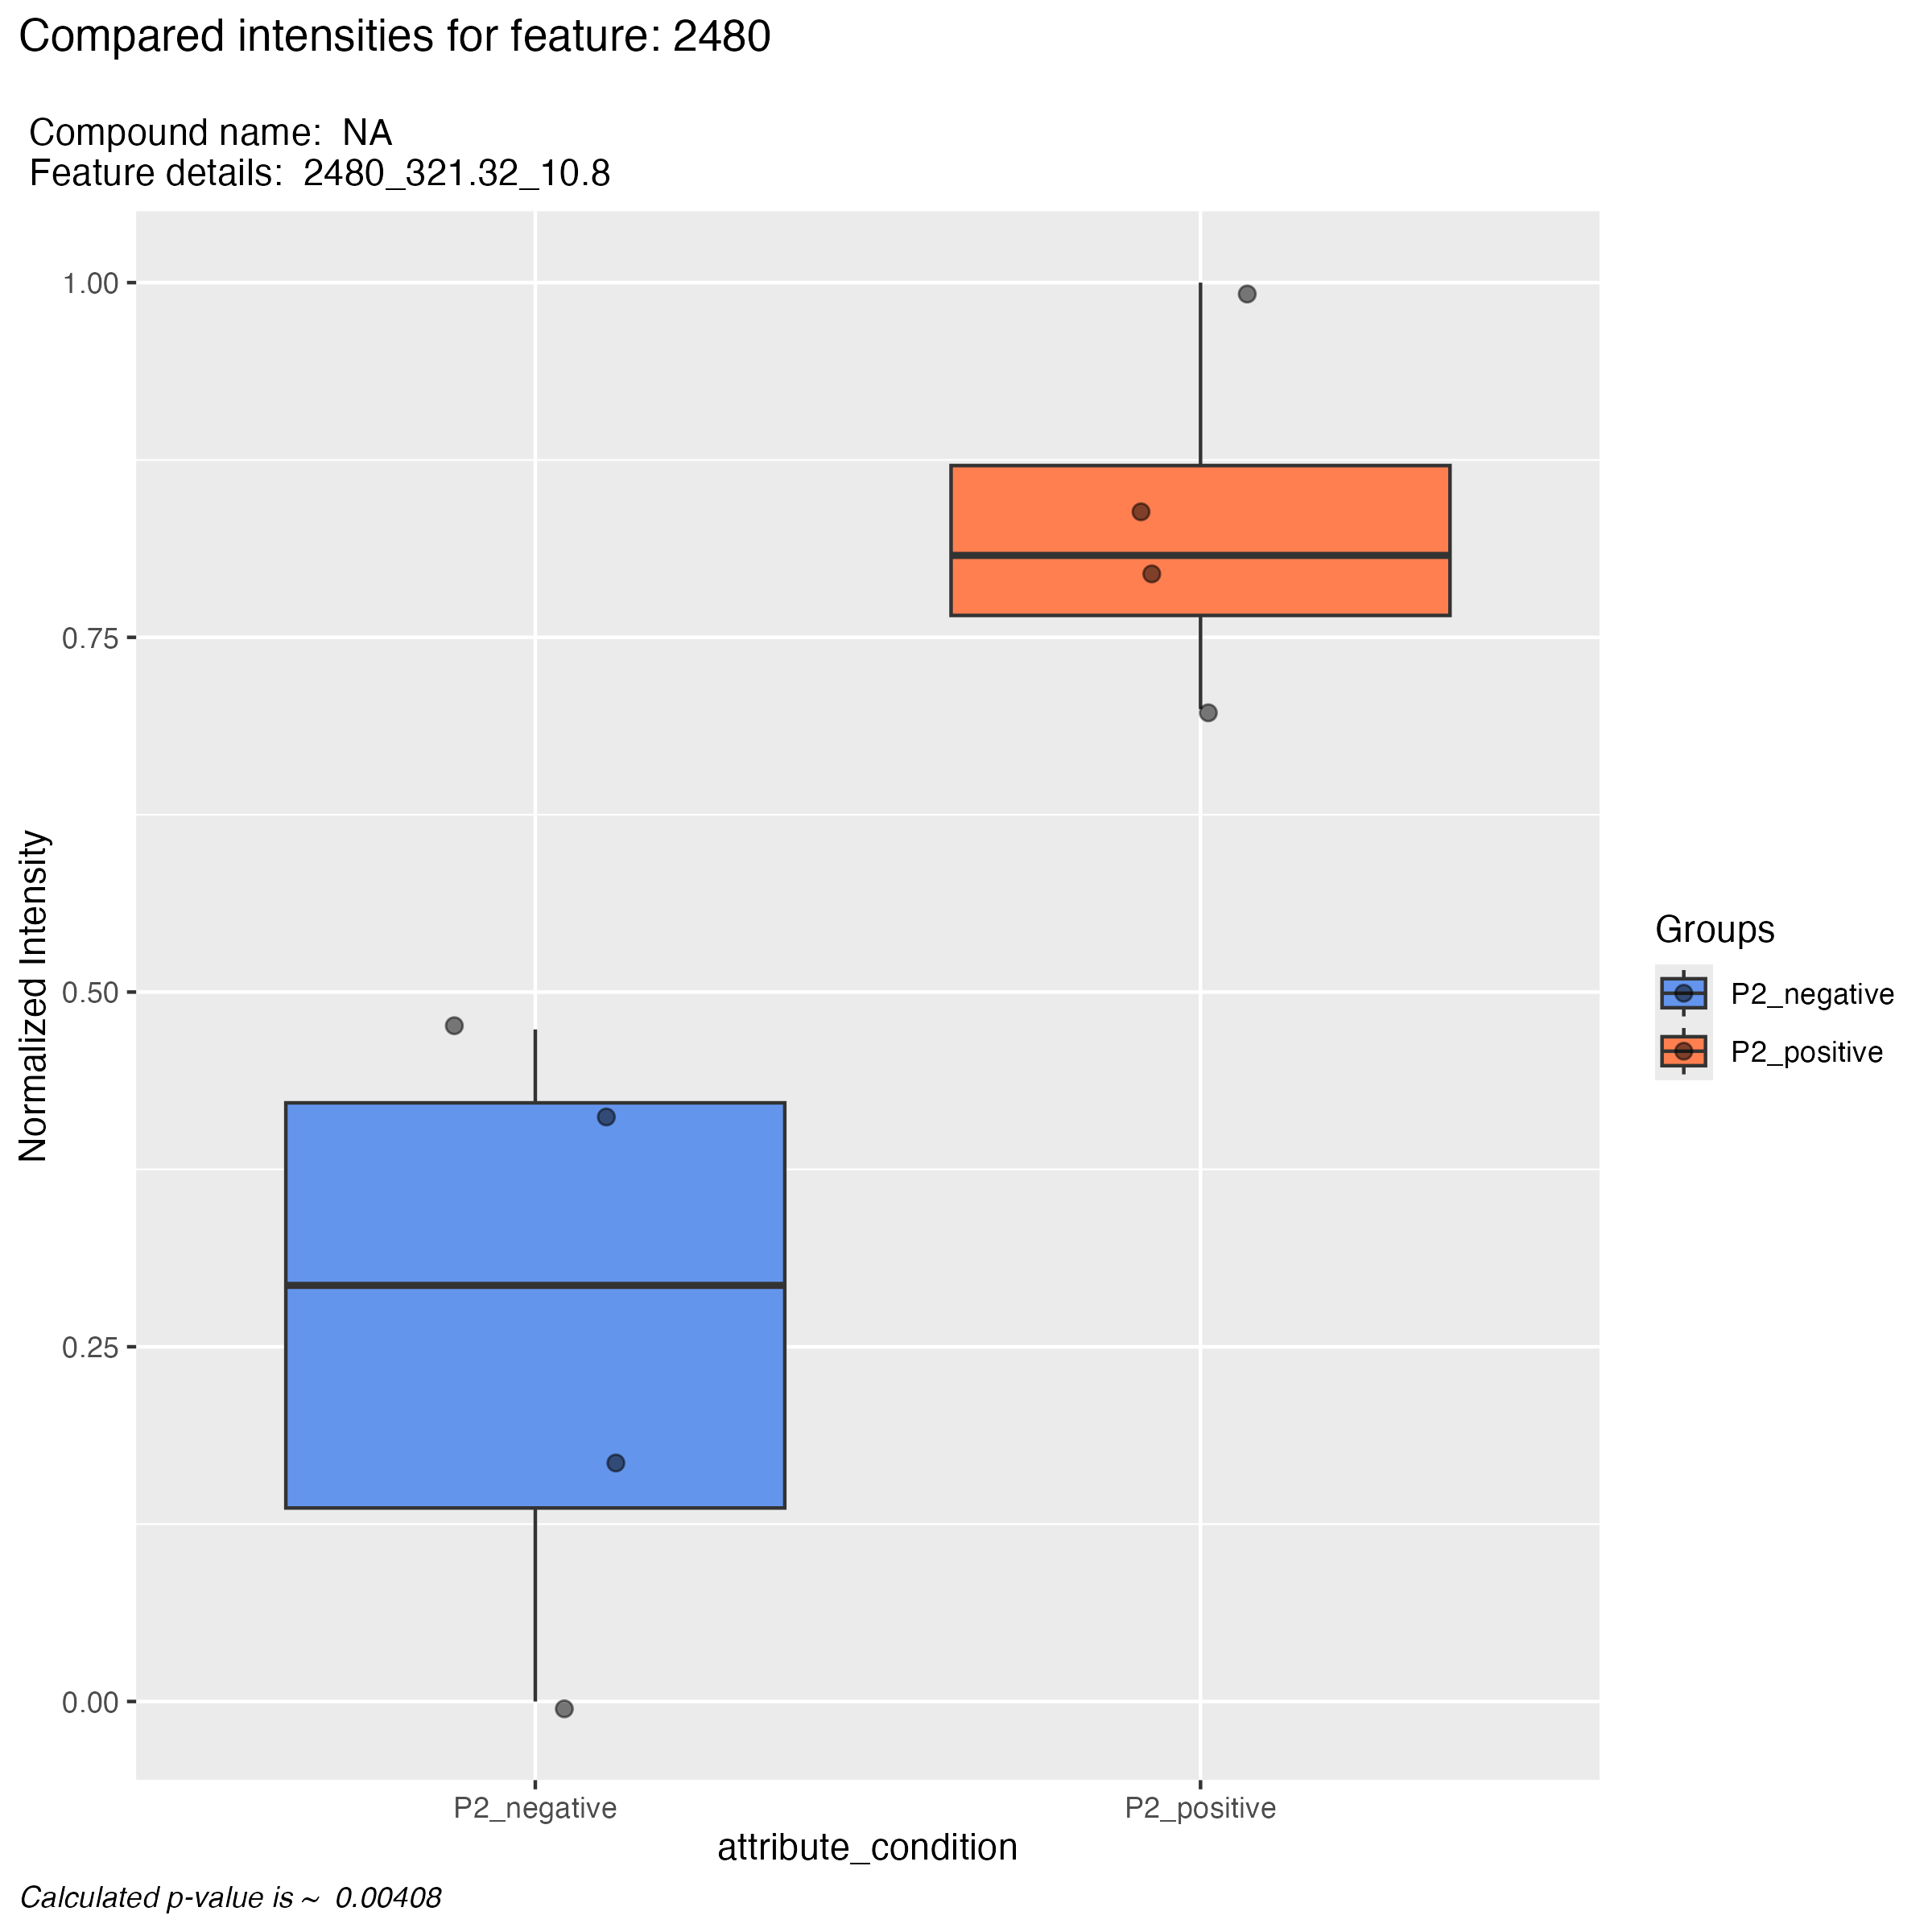 Compared intensities for feature: 2480
Compound name:  NA
Feature details:  2480_321.32_10.8
1.00
0.75
0.50
0.25
0.00
Normalized Intensity
P2_negative
P2_positive
attribute_condition
Groups
P2_negative
P2_positive
Calculated p-value is ~  0.00408